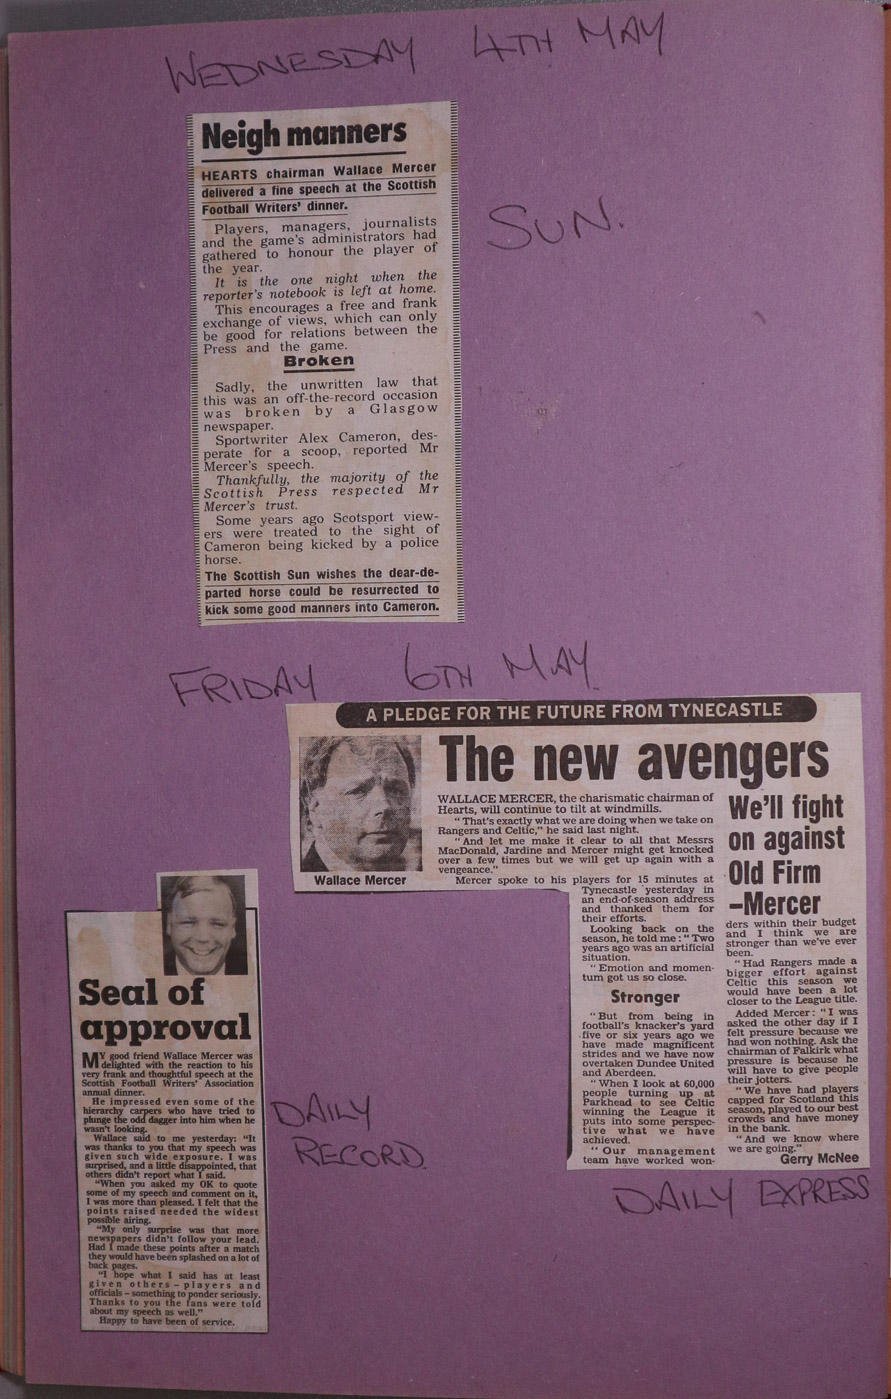 WEDNESDAY 4TH MAY
Neigh manners
HEARTS chairman Wallace Mercer
delivered a fine speech at the Scottish
Football Writers' dinner.
Players, managers, journalists
and the game's administrators had
gathered to honour the player of
the year.
It is the one night when the
reporter's notebook is left at home.
This encourages a free and frank
exchange of views, which can only
be good for relations between the
Press and the game.
Broken
Sadly, the unwritten law that
this was an off-the-record occasion
was broken by a Glasgow
newspaper.
Sportwriter Alex Cameron, des-
perate for a scoop, reported Mr
Mercer's speech.
Thankfully, the majority of the
Scottish Press respected Mr
Mercer's trust.
Some years ago Scotsport view-
ers were treated to the sight of
Cameron being kicked by a police
horse.
The Scottish Sun wishes the dear-de-
parted horse could be resurrected to
kick some good manners into Cameron.
SUN.
FRIDAY 6TH MAY
A PLEDGE FOR THE FUTURE FROM TYNECASTLE
The new avengers
Wallace Mercer
WALLACE MERCER, the charismatic chairman of
Hearts, will continue to tilt at windmills.
"That's exactly what we are doing when we take on
Rangers and Celtic," he said last night.
"And let me make it clear to all that Messrs
MacDonald, Jardine and Mercer might get knocked
over a few times but we will get up again with a
vengeance."
Mercer spoke to his players for 15 minutes at
Tynecastle yesterday in
an end-of-season address
and thanked them for
their efforts.
Looking back on the
season, he told me: "Two
years ago was an artificial
situation.
"Emotion and momen-
tum got us so close.
Stronger
"But from being in
football's knacker's yard
five or six years ago we
have made magnificent
strides and we have now
overtaken Dundee United
and Aberdeen.
"When I look at 60,000
people turning up at
Parkhead to see Celtic
winning the League it
puts into some perspec-
tive what we have
achieved.
"Our management
team have worked won-
We'll fight
on against
Old Firm
–Mercer
ders within their budget
and I think we are
stronger than we've ever
been.
"Had Rangers made a
bigger effort against
Celtic this season we
would have been a lot
closer to the League title.
Added Mercer: "I was
asked the other day if I
felt pressure because we
had won nothing. Ask the
chairman of Falkirk what
pressure is because he
will have to give people
their jotters.
"We have had players
capped for Scotland this
season, played to our best
crowds and have money
in the bank.
"And we know where
we are going."
Gerry McNee
DAILY EXPRESS
Seal of
approval
MY good friend Wallace Mercer was
delighted with the reaction to his
very frank and thoughtful speech at the
Scottish Football Writers' Association
annual dinner.
He impressed even some of the
hierarchy carpers who have tried to
plunge the odd dagger into him when he
wasn't looking.
Wallace said to me yesterday: "It
was thanks to you that my speech was
given such wide exposure. I was
surprised, and a little disappointed, that
others didn't report what I said.
"When you asked my OK to quote
some of my speech and comment on it,
I was more than pleased. I felt that the
points raised needed the widest
possible airing.
"My only surprise was that more
newspapers didn't follow your lead.
Had I made these points after a match
they would have been splashed on a lot of
back pages.
"I hope what I said has at least
given others – players and
officials – something to ponder seriously.
Thanks to you the fans were told
about my speech as well."
Happy to have been of service.
DAILY
RECORD.